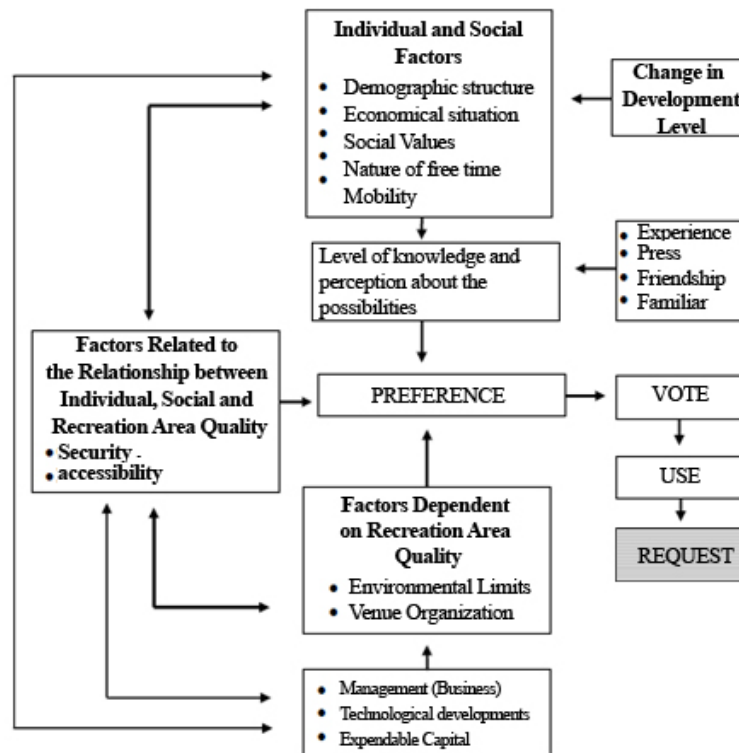 Individual and Social
Factors
• Demographic structure
• Economical situation
• Social Values
• Nature of free time
• Mobility
Change in
Development
Level
Level of knowledge and
perception about the
possibilities
• Experience
• Press
• Friendship
• Familiar
Factors Related to
the Relationship between
Individual, Social and
Recreation Area Quality
• Security -
• accessibility
PREFERENCE
VOTE
USE
REQUEST
Factors Dependent
on Recreation Area
Quality
• Environmental Limits
• Venue Organization
• Management (Business)
• Technological developments
• Expendable Capital